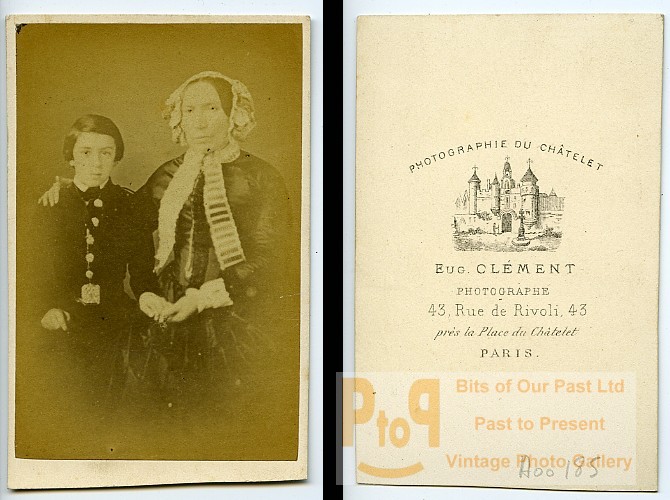 PHOTOGRAPHIE DU CHÂTELET
EUG. CLÉMENT
PHOTOGRAPHE
43, Rue de Rivoli, 43
près la Place du Châtelet
PARIS.
PtoP
Bits of Our Past Ltd
Past to Present
Vintage Photo Gallery
A00185